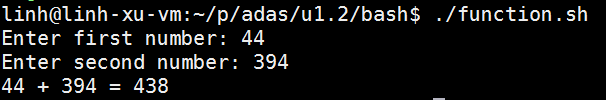 linh@linh-xu-vm:~/p/adas/u1.2/bash$ ./function.sh
Enter first number: 44
Enter second number: 394
44 + 394 = 438